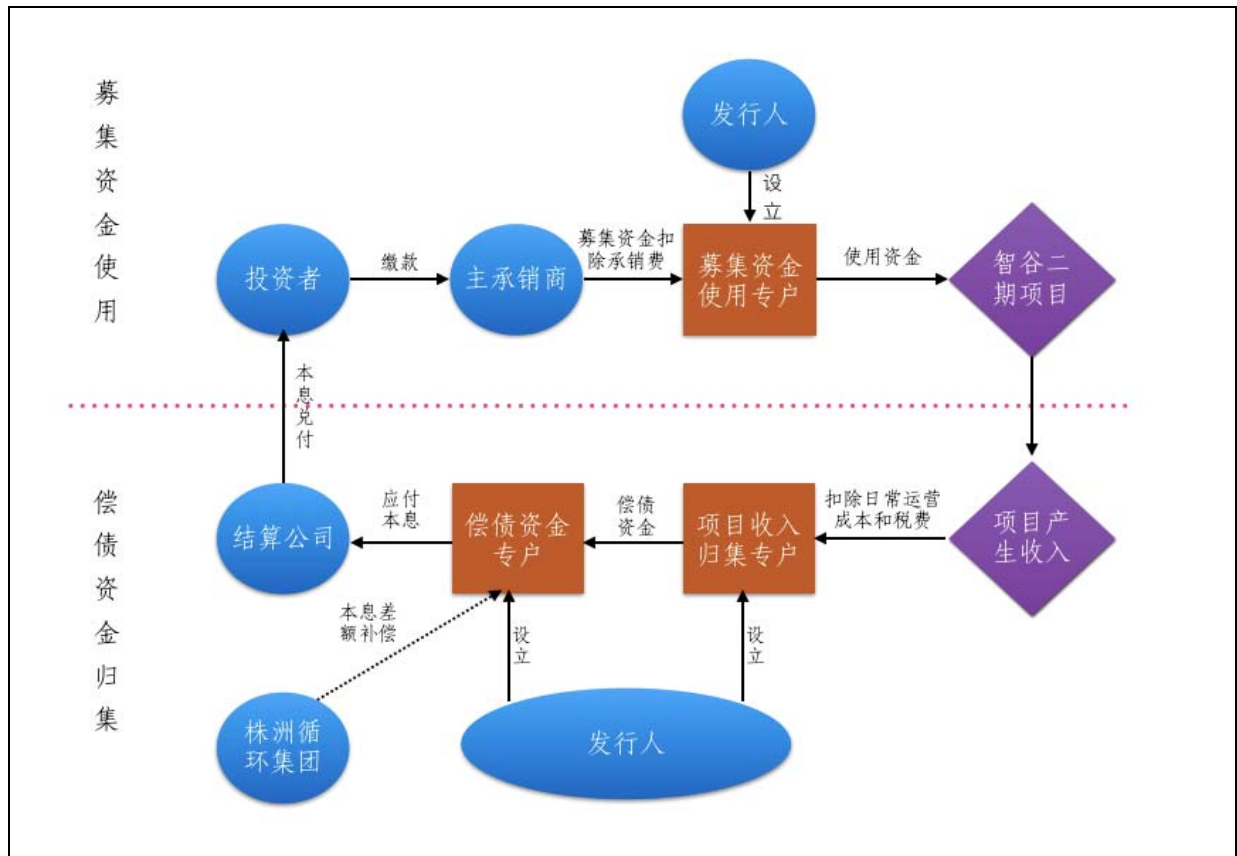 募集资金使用
发行人
设立
投资者
缴款
主承销商
募集资金扣
除承销费
募集资金
使用专户
使用资金
智谷二
期项目
本息兑付
偿债资金归集
结算公司
应付
本息
偿债资金
专户
偿债
资金
项目收入
归集专户
扣除日常运营
成本和税费
项目产
生收入
本息差
额补偿
设立
设立
株洲循
环集团
发行人